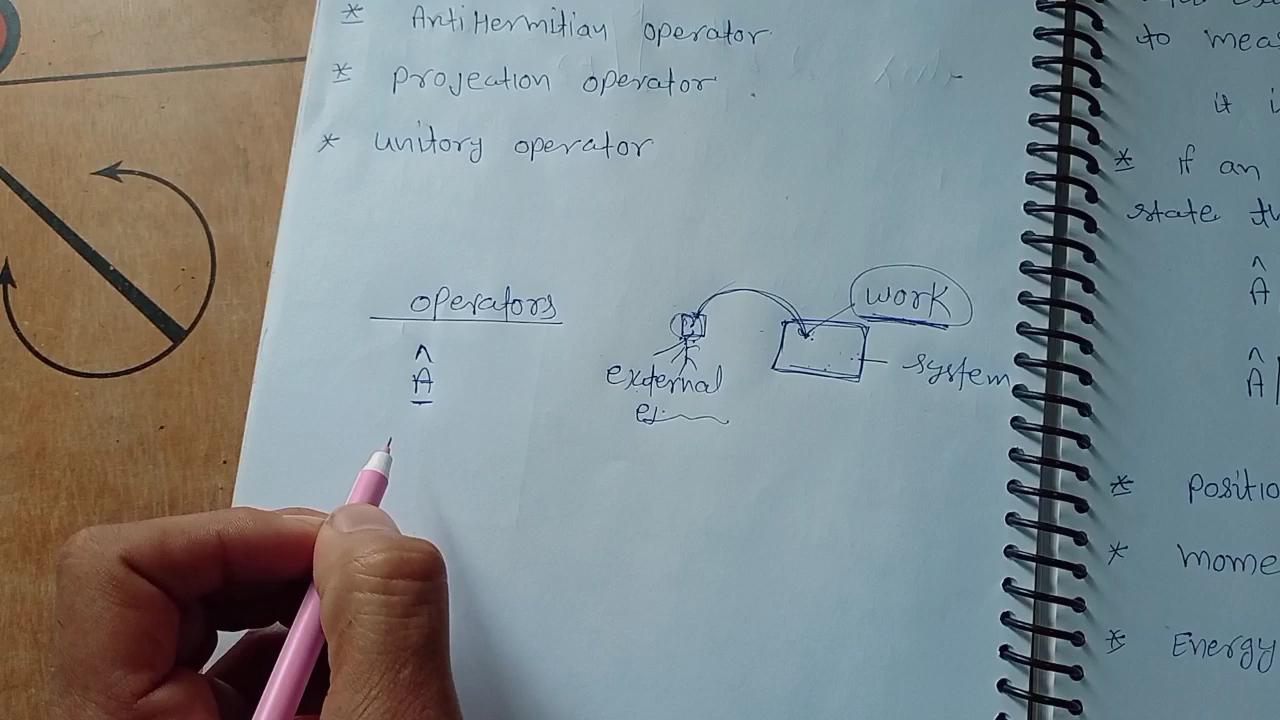 * AntiHermitian operator
* projection operator
* unitory operator
operators
^
A
work
system
external
to mea
it i
* if an
state
^
A
^
A|
* positio
* mome
* Energy